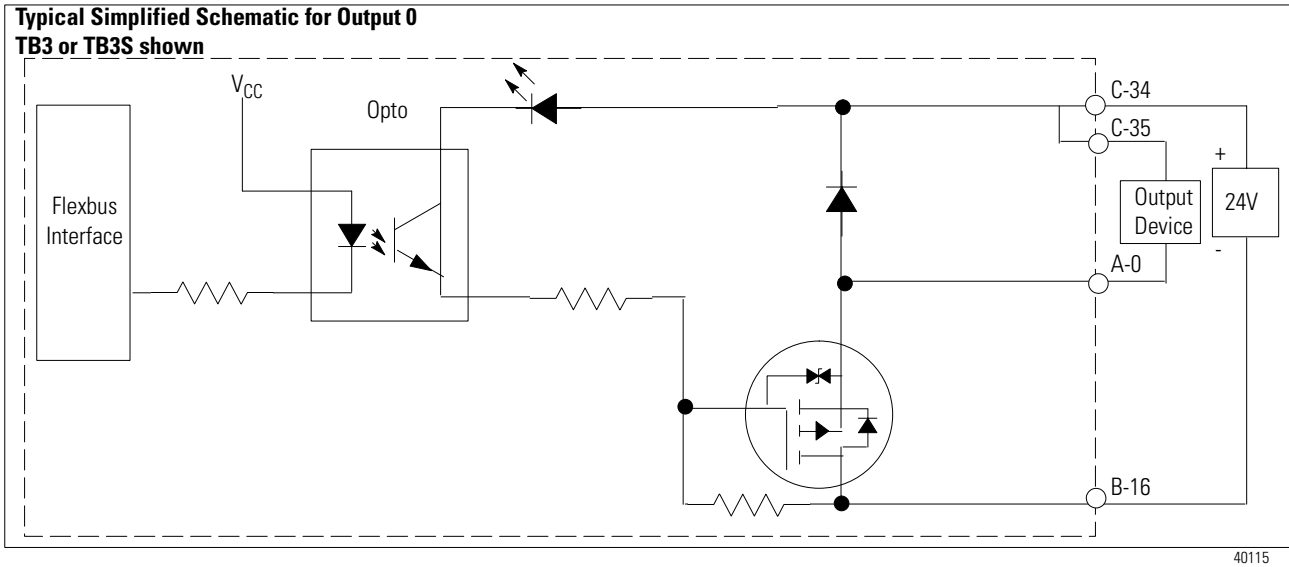 Typical Simplified Schematic for Output 0
TB3 or TB3S shown
VCC
Opto
C-34
C-35
+
Flexbus
Interface
Output
Device
24V
-
A-0
B-16
40115